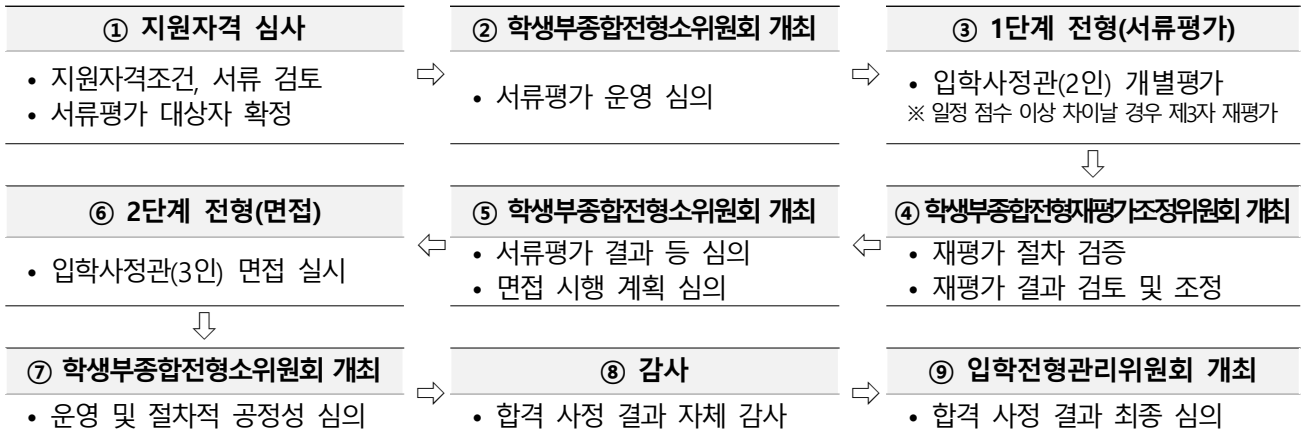 ① 지원자격 심사
• 지원자격조건, 서류 검토
• 서류평가 대상자 확정
② 학생부종합전형소위원회 개최
• 서류평가 운영 심의
③ 1단계 전형(서류평가)
• 입학사정관(2인) 개별평가
※ 일정 점수 이상 차이날 경우 제3자 재평가
④ 학생부종합전형재평가조정위원회 개최
• 재평가 절차 검증
• 재평가 결과 검토 및 조정
⑤ 학생부종합전형소위원회 개최
• 서류평가 결과 등 심의
• 면접 시행 계획 심의
⑥ 2단계 전형(면접)
• 입학사정관(3인) 면접 실시
⑦ 학생부종합전형소위원회 개최
• 운영 및 절차적 공정성 심의
⑧ 감사
• 합격 사정 결과 자체 감사
⑨ 입학전형관리위원회 개최
• 합격 사정 결과 최종 심의